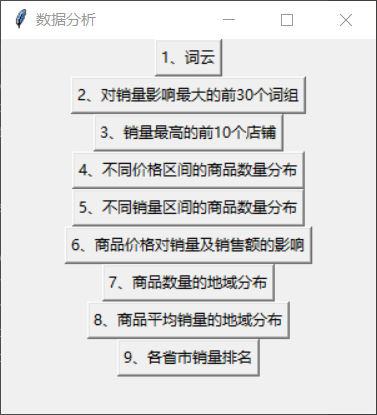 数据分析
1、词云
2、对销量影响最大的前30个词组
3、销量最高的前10个店铺
4、不同价格区间的商品数量分布
5、不同销量区间的商品数量分布
6、商品价格对销量及销售额的影响
7、商品数量的地域分布
8、商品平均销量的地域分布
9、各省市销量排名